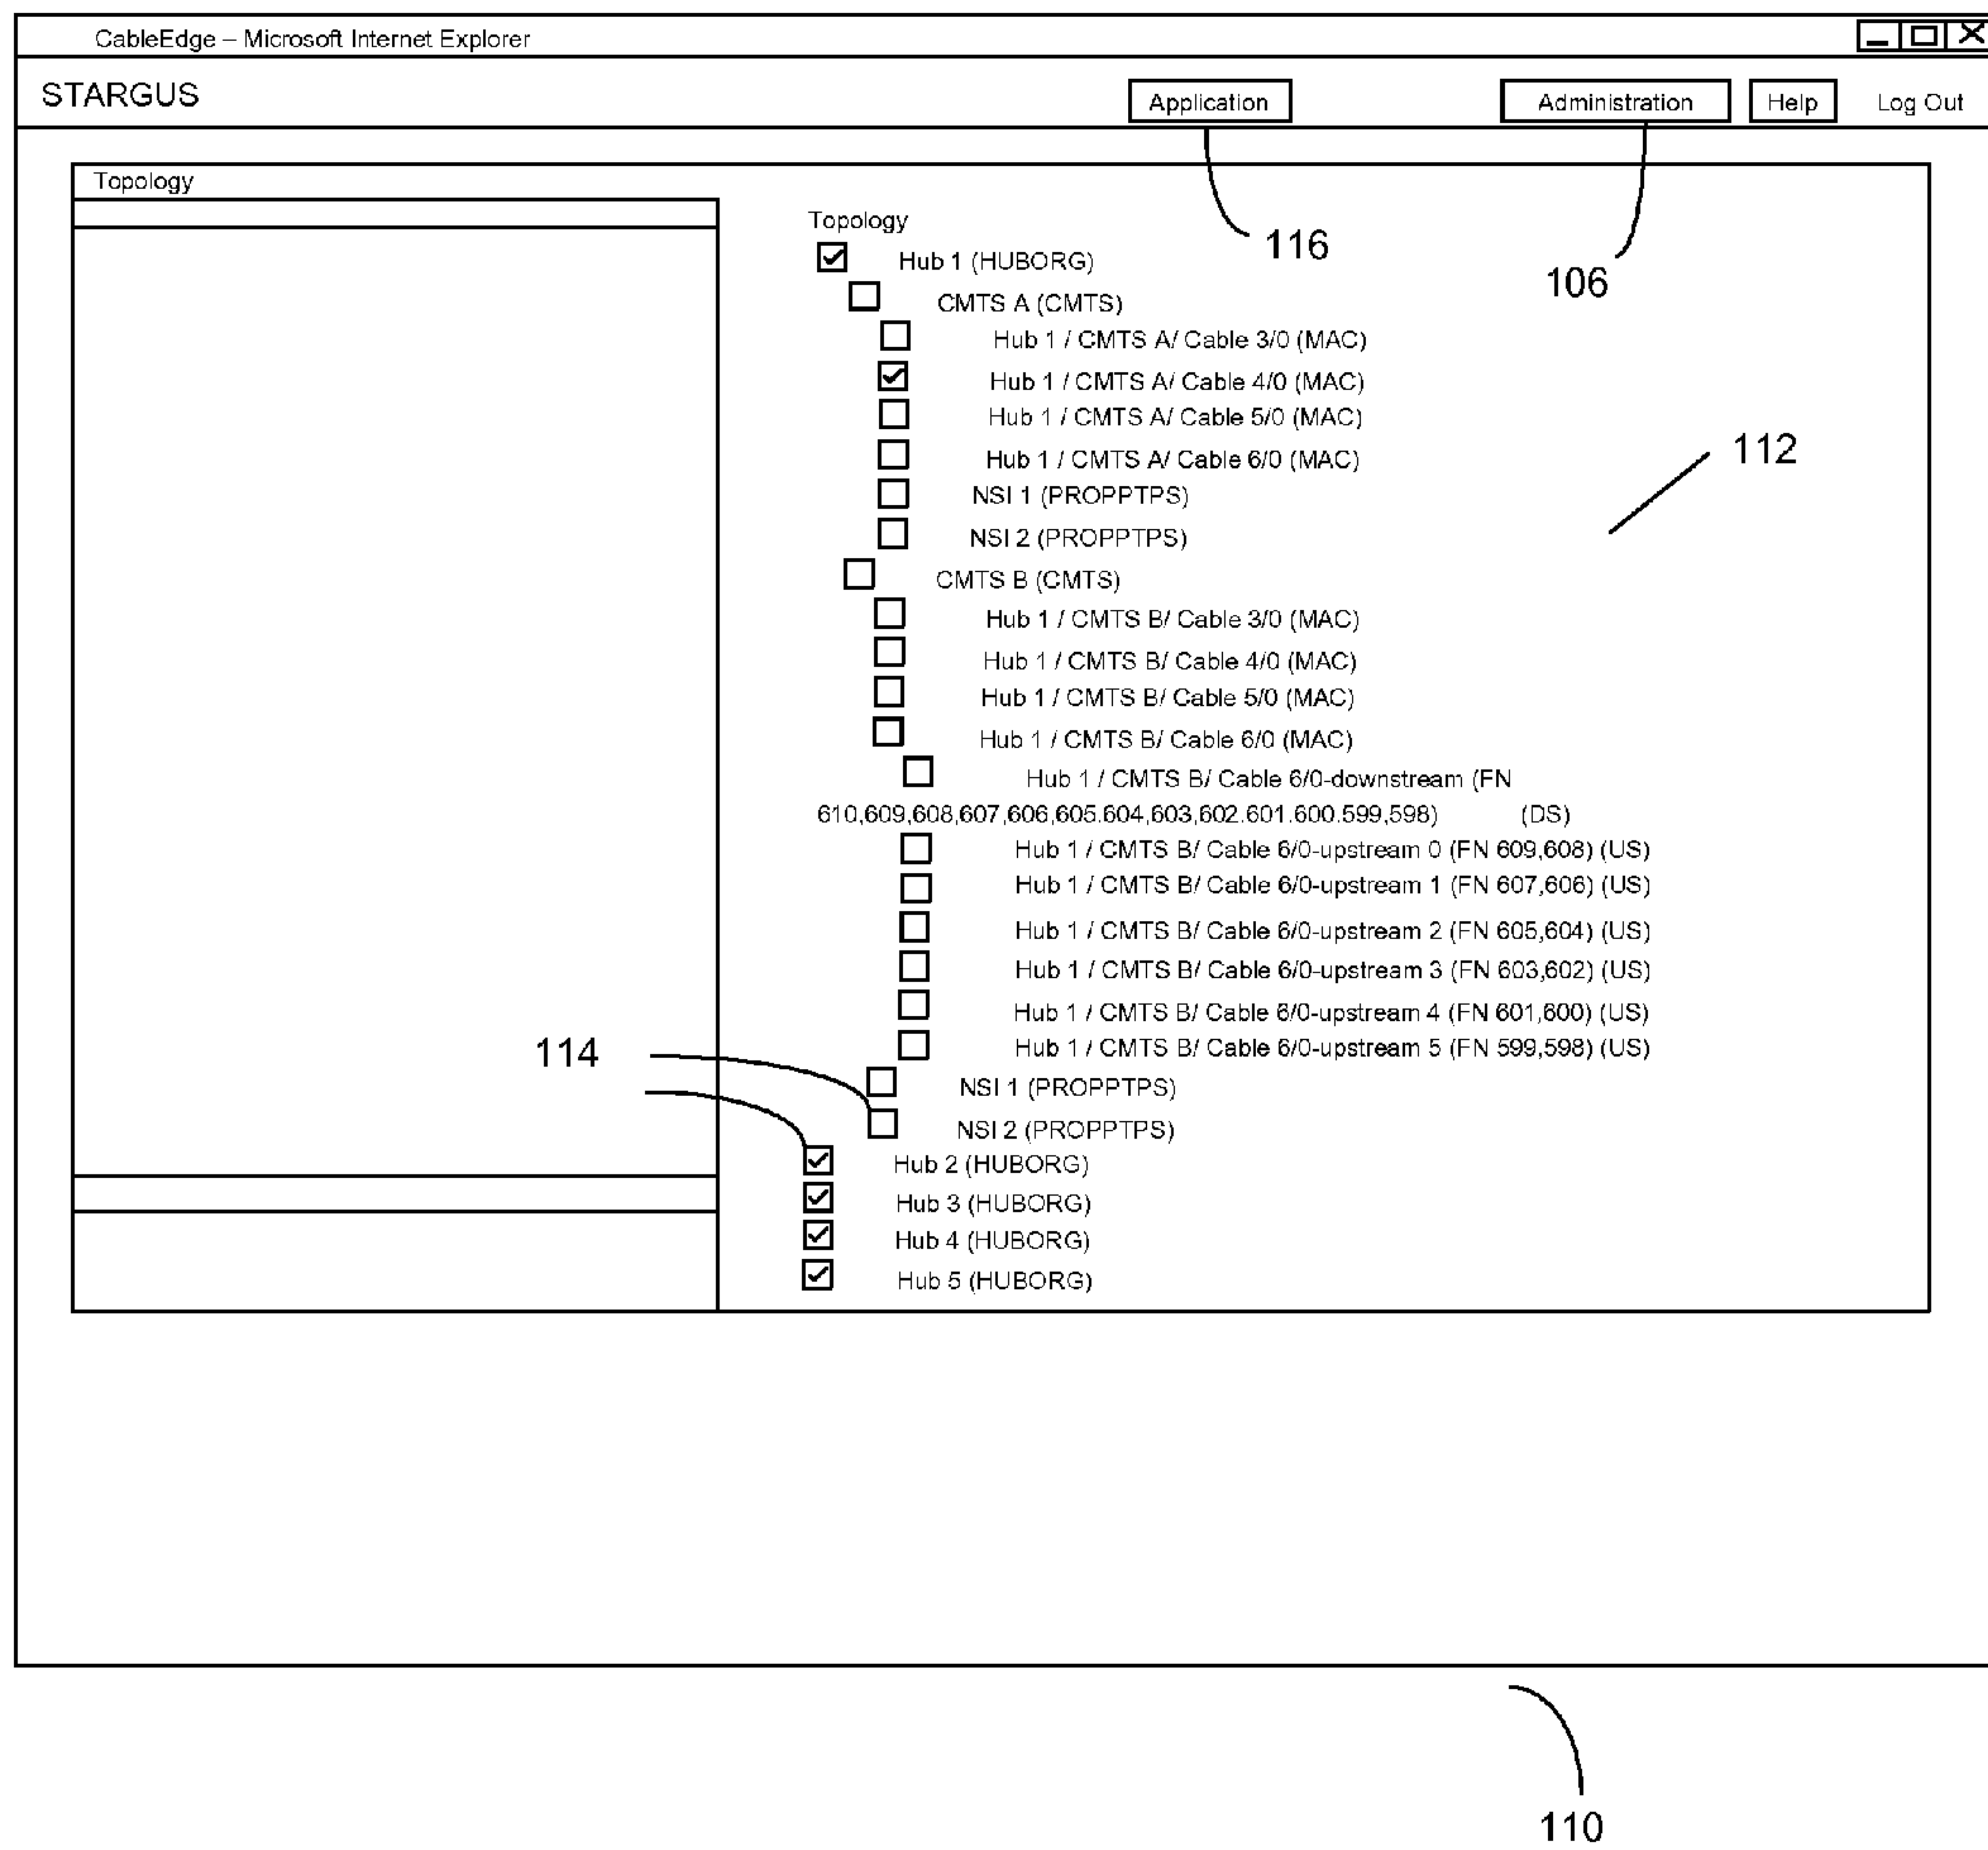 CableEdge – Microsoft Internet Explorer
STARGUS
Application
Administration
Help
Log Out
Topology
Topology
Hub 1 (HUBORG)
116
106
CMTS A (CMTS)
Hub 1 / CMTS A/ Cable 3/0 (MAC)
Hub 1 / CMTS A/ Cable 4/0 (MAC)
Hub 1 / CMTS A/ Cable 5/0 (MAC)
112
Hub 1 / CMTS A/ Cable 6/0 (MAC)
NSI 1 (PROPPTPS)
NSI 2 (PROPPTPS)
CMTS B (CMTS)
Hub 1 / CMTS B/ Cable 3/0 (MAC)
Hub 1 / CMTS B/ Cable 4/0 (MAC)
Hub 1 / CMTS B/ Cable 5/0 (MAC)
Hub 1 / CMTS B/ Cable 6/0 (MAC)
Hub 1 / CMTS B/ Cable 6/0-downstream (FN
610,609,608,607,606,605.604,603,602.601.600.599,598) (DS)
Hub 1 / CMTS B/ Cable 6/0-upstream 0 (FN 609,608) (US)
Hub 1 / CMTS B/ Cable 6/0-upstream 1 (FN 607,606) (US)
Hub 1 / CMTS B/ Cable 6/0-upstream 2 (FN 605,604) (US)
Hub 1 / CMTS B/ Cable 6/0-upstream 3 (FN 603,602) (US)
Hub 1 / CMTS B/ Cable 6/0-upstream 4 (FN 601,600) (US)
Hub 1 / CMTS B/ Cable 6/0-upstream 5 (FN 599,598) (US)
114
NSI 1 (PROPPTPS)
NSI 2 (PROPPTPS)
Hub 2 (HUBORG)
Hub 3 (HUBORG)
Hub 4 (HUBORG)
Hub 5 (HUBORG)
110